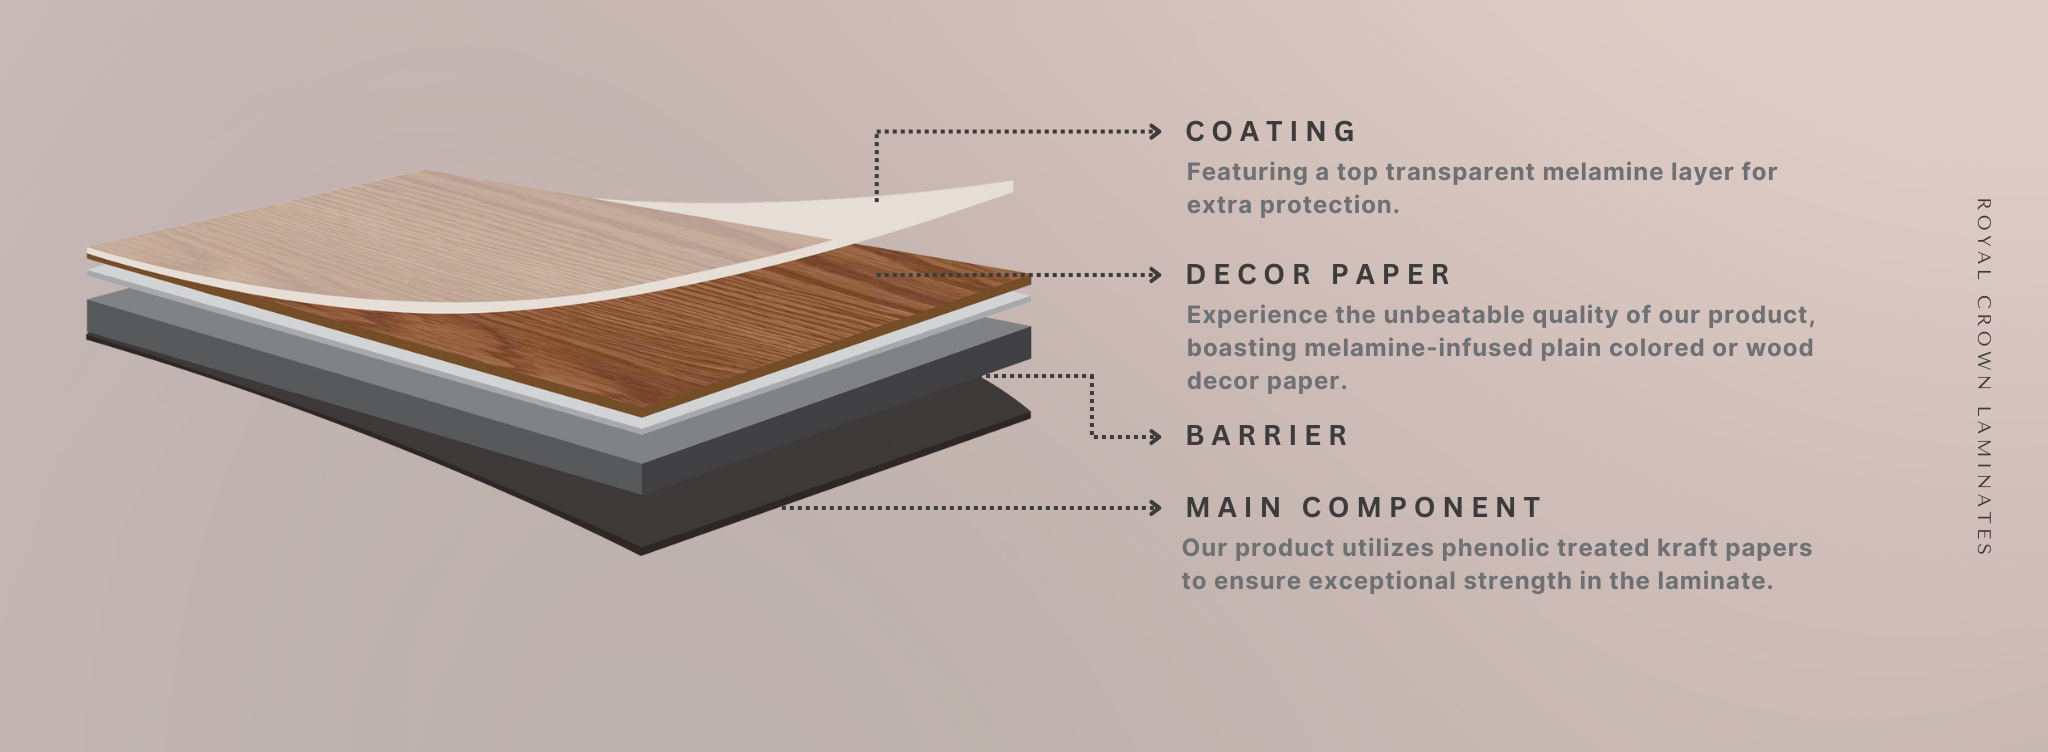 COATING
Featuring a top transparent melamine layer for
extra protection.
DECOR PAPER
Experience the unbeatable quality of our product,
boasting melamine-infused plain colored or wood
decor paper.
BARRIER
MAIN COMPONENT
Our product utilizes phenolic treated kraft papers
to ensure exceptional strength in the laminate.
ROYAL CROWN LAMINATES